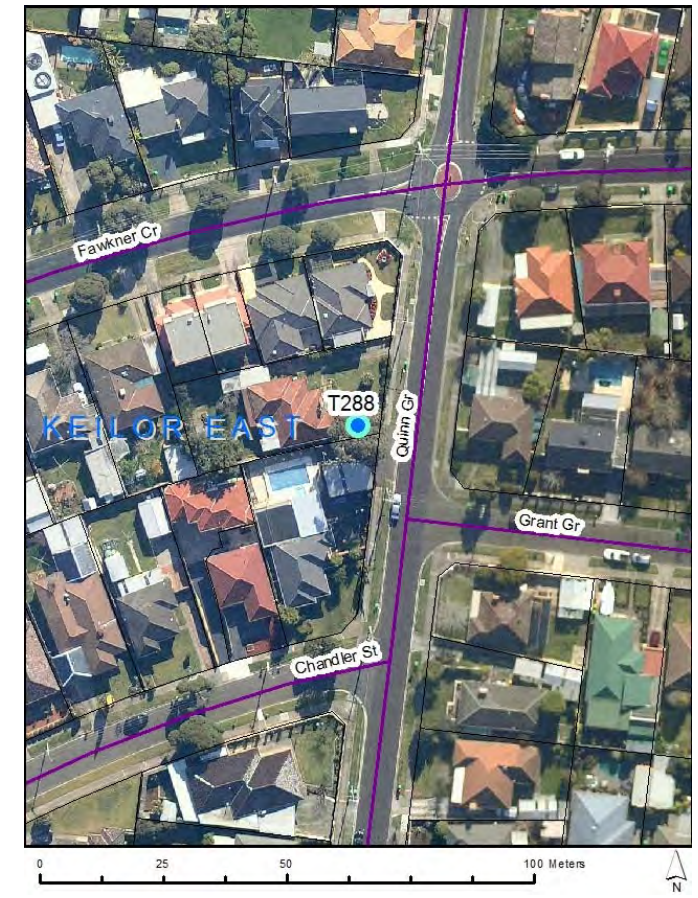 Fawkner Cr
T288
KEILOR EAST
Quinn Gr
Grant Gr
Chandler St
0 25 50 100 Meters
N